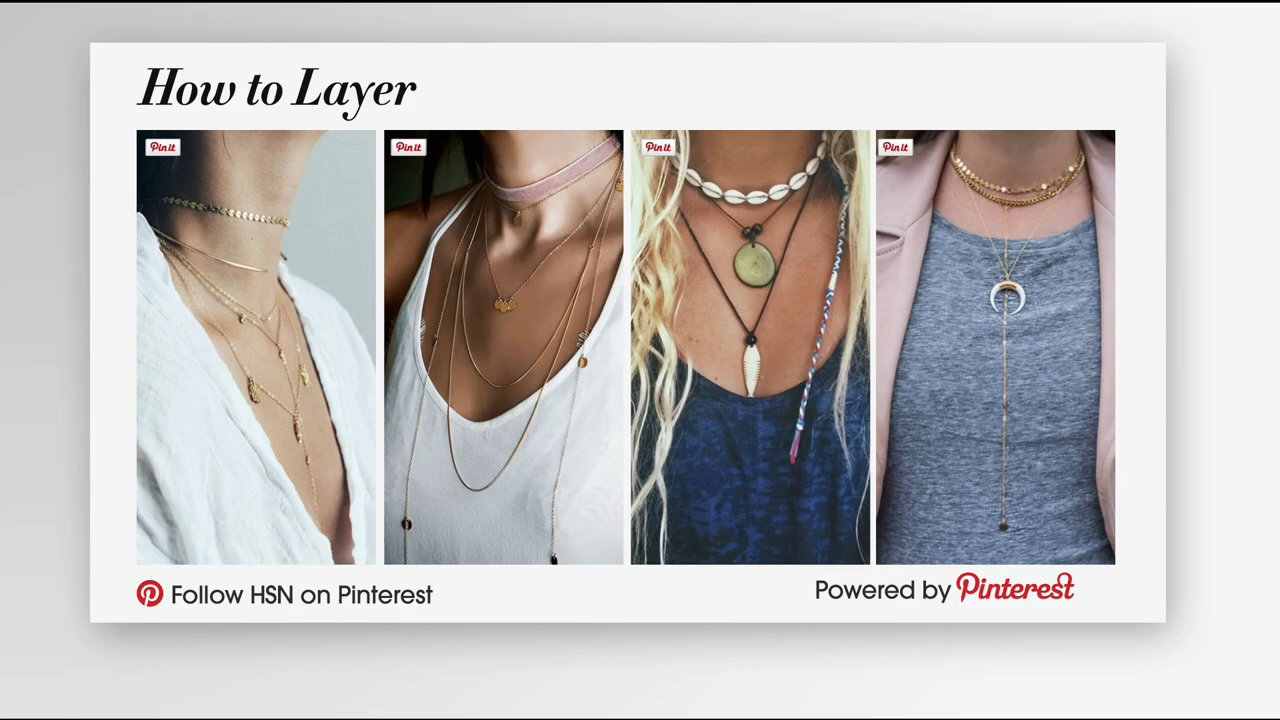 How to Layer
Pin it
Pin it
Pin it
Pin it
Follow HSN on Pinterest
Powered by Pinterest